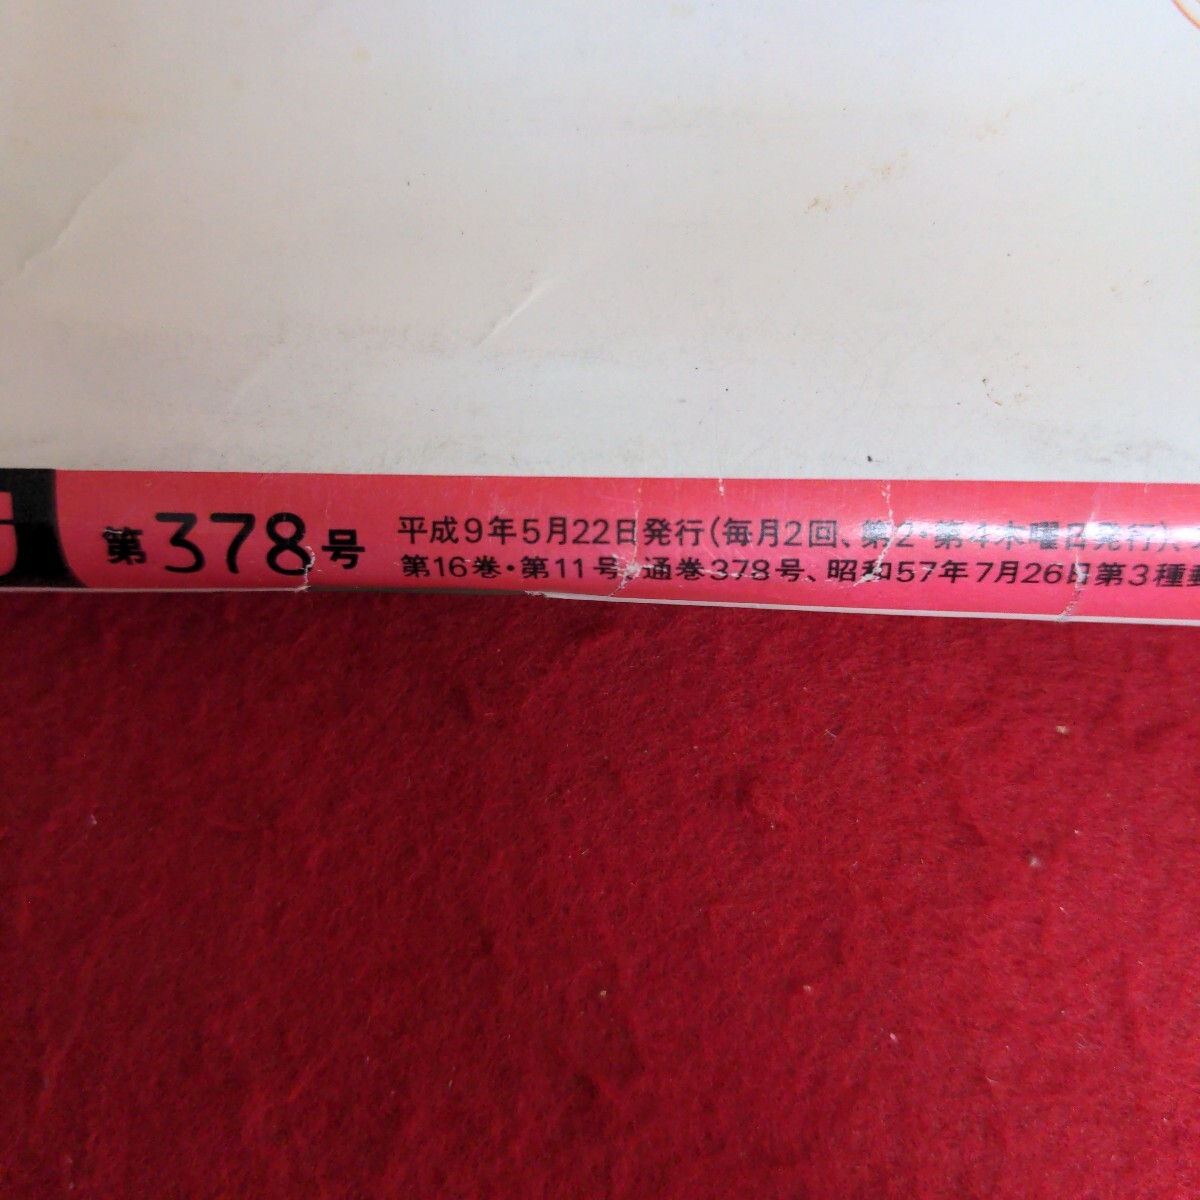 第378号
平成9年5月22日発行(毎月2回、第2・第4木曜日発行)、
第16巻・第11号、通巻378号、昭和57年7月26日第3種